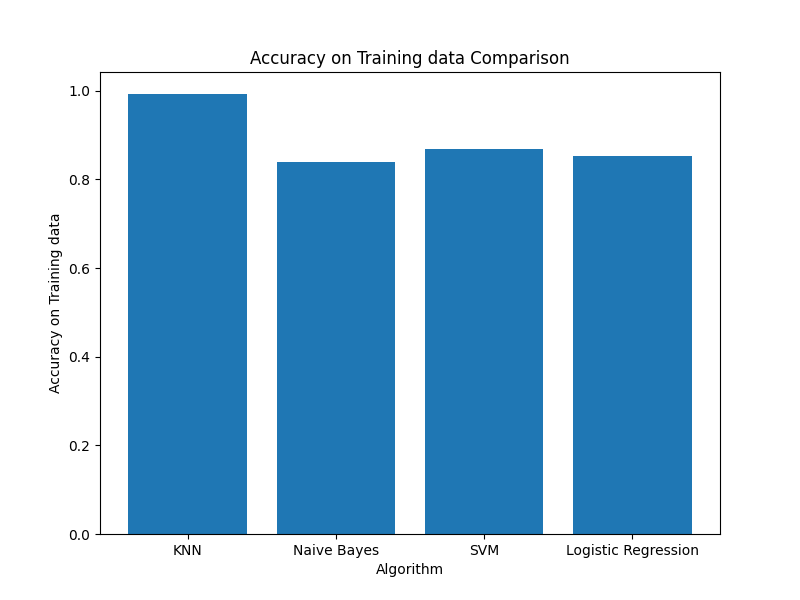 Accuracy on Training data Comparison
Accuracy on Training data
1.0
0.8
0.6
0.4
0.2
0.0
KNN Naive Bayes SVM Logistic Regression
Algorithm